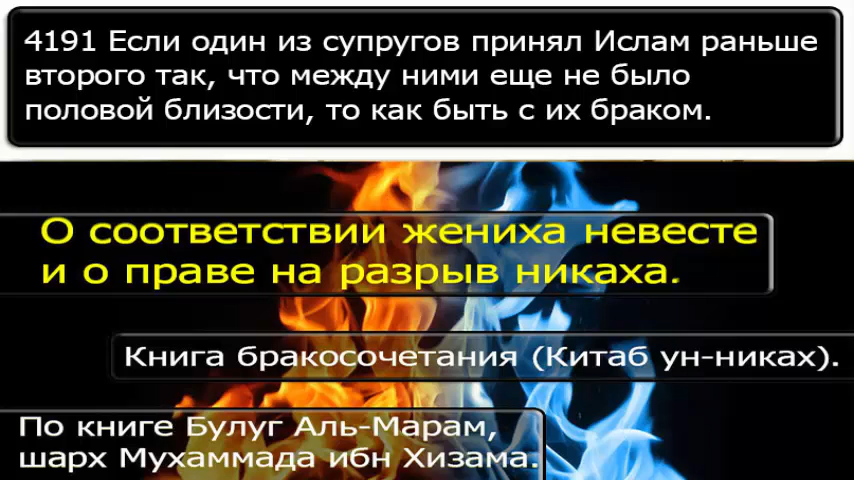 4191 Если один из супругов принял Ислам раньше
второго так, что между ними еще не было
половой близости, то как быть с их браком.
О соответствии жениха невесте
и о праве на разрыв никаха.
Книга бракосочетания (Китаб ун-никах).
По книге Булуг Аль-Марам,
шарх Мухаммада ибн Хизама.